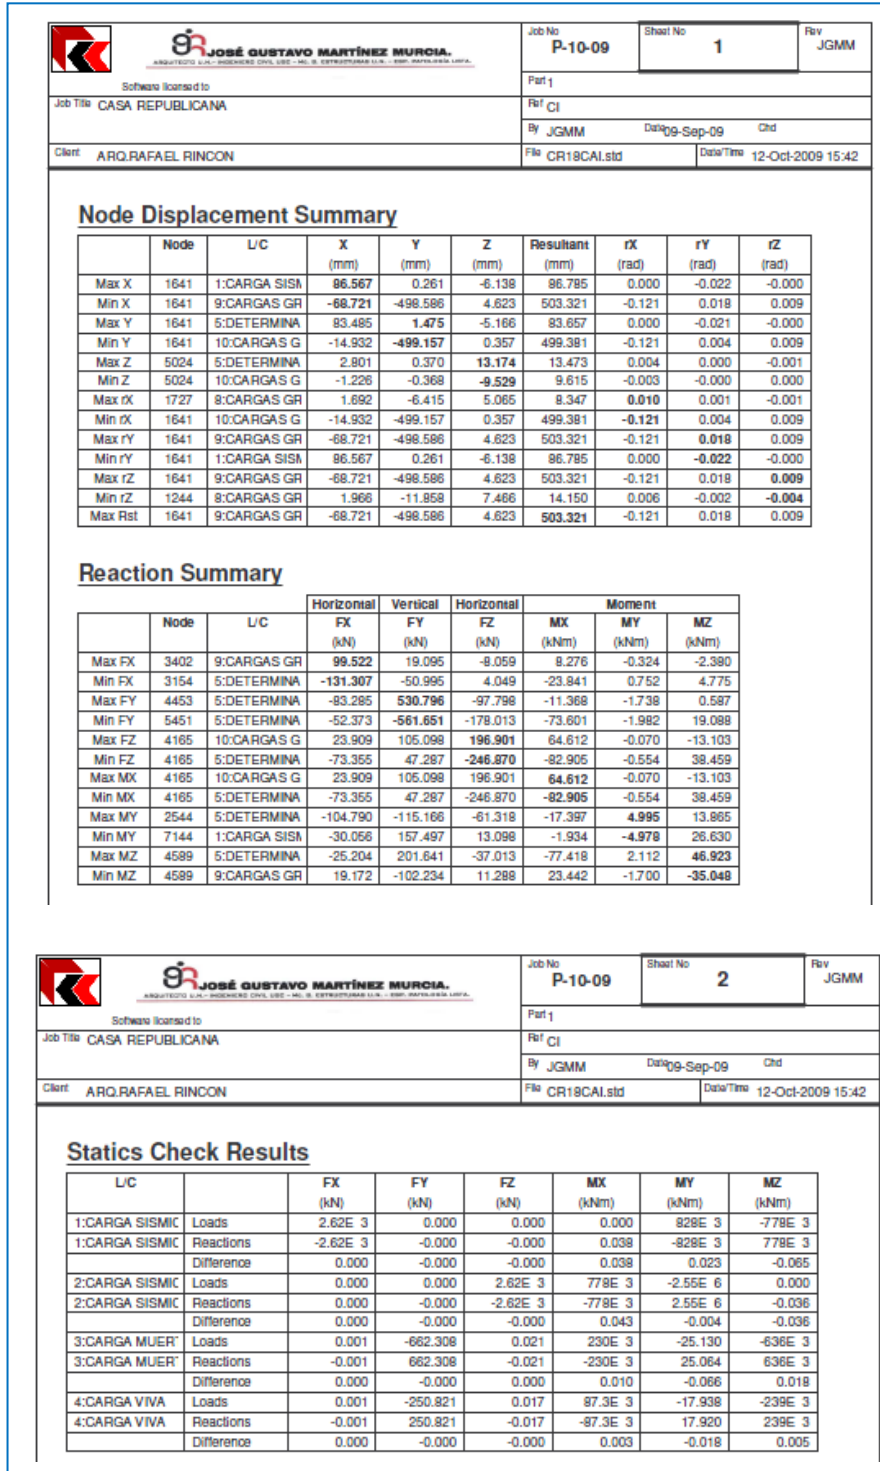 JOSÉ GUSTAVO MARTÍNEZ MURCIA.
Software licensed to
Job No P-10-09 Sheet No 1 Rev JGMM
Part 1
Job Title CASA REPUBLICANA Ref CI
By JGMM Date 09-Sep-09 Chd
Client ARQ.RAFAEL RINCON File CR18CAI.std Date/Time 12-Oct-2009 15:42
Node Displacement Summary
Node L/C X Y Z Resultant rX rY rZ
(mm) (mm) (mm) (mm) (rad) (rad) (rad)
Max X 1641 1:CARGA SISM 86.567 0.261 -6.138 86.785 0.000 -0.022 -0.000
Min X 1641 9:CARGAS GR -68.721 -498.586 4.623 503.321 -0.121 0.018 0.009
Max Y 1641 5:DETERMINA 83.485 1.475 -5.166 83.657 0.000 -0.021 -0.000
Min Y 1641 10:CARGAS G -14.932 -499.157 0.357 499.381 -0.121 0.004 0.009
Max Z 5024 6:DETERMINA 2.801 0.370 13.174 13.473 0.004 0.000 -0.001
Min Z 5024 10:CARGAS G -1.226 -0.368 -9.529 9.615 -0.003 -0.000 0.000
Max rX 1727 8:CARGAS GR 1.692 -6.415 5.065 8.347 0.010 0.001 -0.001
Min rX 1641 10:CARGAS G -14.932 -499.157 0.357 499.381 -0.121 0.004 0.009
Max rY 1641 9:CARGAS GR -68.721 -498.586 4.623 503.321 -0.121 0.018 0.009
Min rY 1641 1:CARGA SISM 86.567 0.261 -6.138 86.785 0.000 -0.022 -0.000
Max rZ 1641 9:CARGAS GR -68.721 -498.586 4.623 503.321 -0.121 0.018 0.009
Min rZ 1244 8:CARGAS GR 1.966 -11.858 7.466 14.150 0.006 -0.002 -0.004
Max Rst 1641 9:CARGAS GR -68.721 -498.586 4.623 503.321 -0.121 0.018 0.009
Reaction Summary
Horizontal Vertical Horizontal Moment
Node L/C FX FY FZ MX MY MZ
(kN) (kN) (kN) (kNm) (kNm) (kNm)
Max FX 3402 9:CARGAS GR 99.522 19.095 -8.059 8.276 -0.324 -2.380
Min FX 3154 5:DETERMINA -131.307 -50.995 4.049 -23.841 0.752 4.775
Max FY 4453 5:DETERMINA -83.285 530.796 -97.798 -11.368 -1.738 0.587
Min FY 5451 5:DETERMINA -52.373 -561.651 -178.013 -73.601 -1.982 19.088
Max FZ 4165 10:CARGAS G 23.909 105.098 196.901 64.612 -0.070 -13.103
Min FZ 4165 5:DETERMINA -73.355 47.287 -246.870 -82.905 -0.554 38.459
Max MX 4165 10:CARGAS G 23.909 105.098 196.901 64.612 -0.070 -13.103
Min MX 4165 5:DETERMINA -73.355 47.287 -246.870 -82.905 -0.554 38.459
Max MY 2544 5:DETERMINA -104.790 -115.166 -61.318 -17.397 4.995 13.865
Min MY 7144 1:CARGA SISM -30.056 157.497 13.098 -1.934 -4.978 26.630
Max MZ 4589 5:DETERMINA -25.204 201.641 -37.013 -77.418 2.112 46.923
Min MZ 4589 9:CARGAS GR 19.172 -102.234 11.288 23.442 -1.700 -35.048
JOSÉ GUSTAVO MARTÍNEZ MURCIA.
Software licensed to
Job No P-10-09 Sheet No 2 Rev JGMM
Part 1
Job Title CASA REPUBLICANA Ref CI
By JGMM Date 09-Sep-09 Chd
Client ARQ.RAFAEL RINCON File CR18CAI.std Date/Time 12-Oct-2009 15:42
Statics Check Results
L/C FX FY FZ MX MY MZ
(kN) (kN) (kN) (kNm) (kNm) (kNm)
1:CARGA SISMIC Loads 2.62E 3 0.000 0.000 0.000 828E 3 -778E 3
1:CARGA SISMIC Reactions -2.62E 3 -0.000 -0.000 0.038 -828E 3 778E 3
Difference 0.000 -0.000 -0.000 0.038 0.023 -0.065
2:CARGA SISMIC Loads 0.000 0.000 2.62E 3 778E 3 -2.55E 6 0.000
2:CARGA SISMIC Reactions 0.000 -0.000 -2.62E 3 -778E 3 2.55E 6 -0.036
Difference 0.000 -0.000 -0.000 0.043 -0.004 -0.036
3:CARGA MUERT Loads 0.001 -662.308 0.021 230E 3 -25.130 -636E 3
3:CARGA MUERT Reactions -0.001 662.308 -0.021 -230E 3 25.064 636E 3
Difference 0.000 -0.000 0.000 0.010 -0.066 0.018
4:CARGA VIVA Loads 0.001 -250.821 0.017 87.3E 3 -17.938 -239E 3
4:CARGA VIVA Reactions -0.001 250.821 -0.017 -87.3E 3 17.920 239E 3
Difference 0.000 -0.000 -0.000 0.003 -0.018 0.005